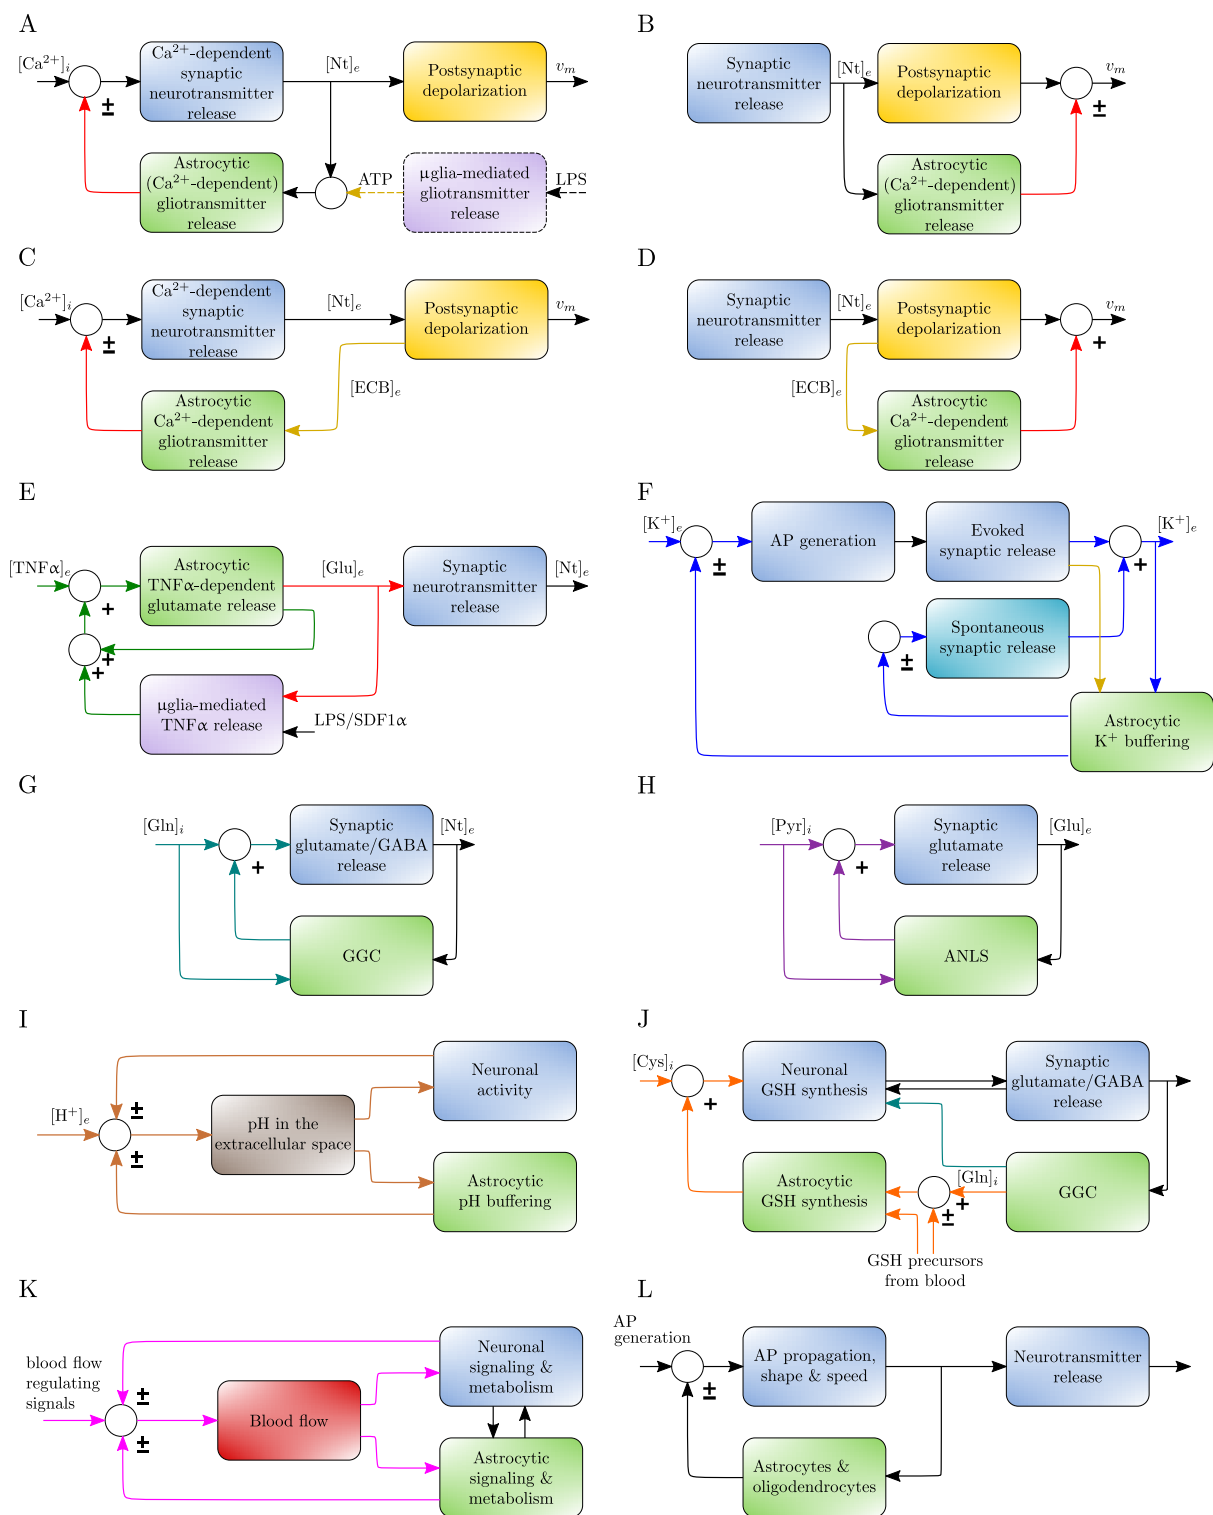 A
[Ca²⁺]ᵢ
±
Ca²⁺-dependent
synaptic
neurotransmitter
release
[Nt]ₑ
Postsynaptic
depolarization
vₘ
Astrocytic
(Ca²⁺-dependent)
gliotransmitter
release
ATP
µglia-mediated
gliotransmitter
release
LPS
B
Synaptic
neurotransmitter
release
[Nt]ₑ
Postsynaptic
depolarization
vₘ
±
Astrocytic
(Ca²⁺-dependent)
gliotransmitter
release
C
[Ca²⁺]ᵢ
±
Ca²⁺-dependent
synaptic
neurotransmitter
release
[Nt]ₑ
Postsynaptic
depolarization
vₘ
[ECB]ₑ
Astrocytic
Ca²⁺-dependent
gliotransmitter
release
D
Synaptic
neurotransmitter
release
[Nt]ₑ
Postsynaptic
depolarization
vₘ
+
[ECB]ₑ
Astrocytic
Ca²⁺-dependent
gliotransmitter
release
E
[TNFα]ₑ
+
Astrocytic
TNFα-dependent
glutamate release
[Glu]ₑ
Synaptic
neurotransmitter
release
[Nt]ₑ
+
+
µglia-mediated
TNFα release
LPS/SDF1α
F
[K⁺]ₑ
±
AP generation
Evoked
synaptic release
[K⁺]ₑ
+
±
Spontaneous
synaptic release
Astrocytic
K⁺ buffering
G
[Gln]ᵢ
+
Synaptic
glutamate/GABA
release
[Nt]ₑ
GGC
H
[Pyr]ᵢ
+
Synaptic
glutamate
release
[Glu]ₑ
ANLS
I
[H⁺]ₑ
±
±
pH in the
extracellular space
Neuronal
activity
Astrocytic
pH buffering
J
[Cys]ᵢ
+
Neuronal
GSH synthesis
Synaptic
glutamate/GABA
release
Astrocytic
GSH synthesis
[Gln]ᵢ
+
±
GGC
GSH precursors
from blood
K
blood flow
regulating
signals
±
±
Blood flow
Neuronal
signaling &
metabolism
Astrocytic
signaling &
metabolism
L
AP
generation
±
AP propagation,
shape & speed
Neurotransmitter
release
Astrocytes &
oligodendrocytes